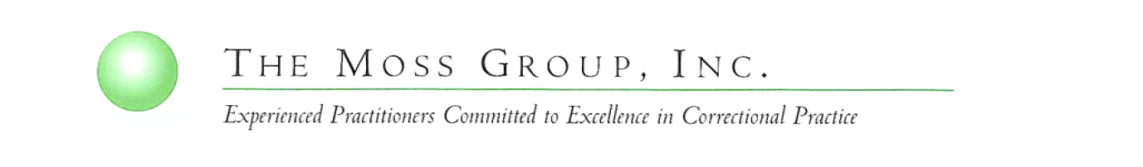 THE MOSS GROUP, INC.
Experienced Practitioners Committed to Excellence in Correctional Practice